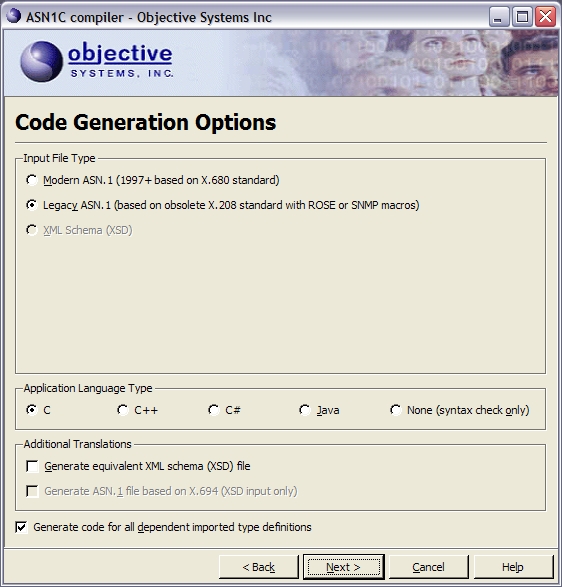 ASN1C compiler - Objective Systems Inc
objective
SYSTEMS, INC.
Code Generation Options
Input File Type
Modern ASN.1 (1997+ based on X.680 standard)
Legacy ASN.1 (based on obsolete X.208 standard with ROSE or SNMP macros)
XML Schema (XSD)
Application Language Type
C C++ C# Java None (syntax check only)
Additional Translations
Generate equivalent XML schema (XSD) file
Generate ASN.1 file based on X.694 (XSD input only)
Generate code for all dependent imported type definitions
< Back Next > Cancel Help